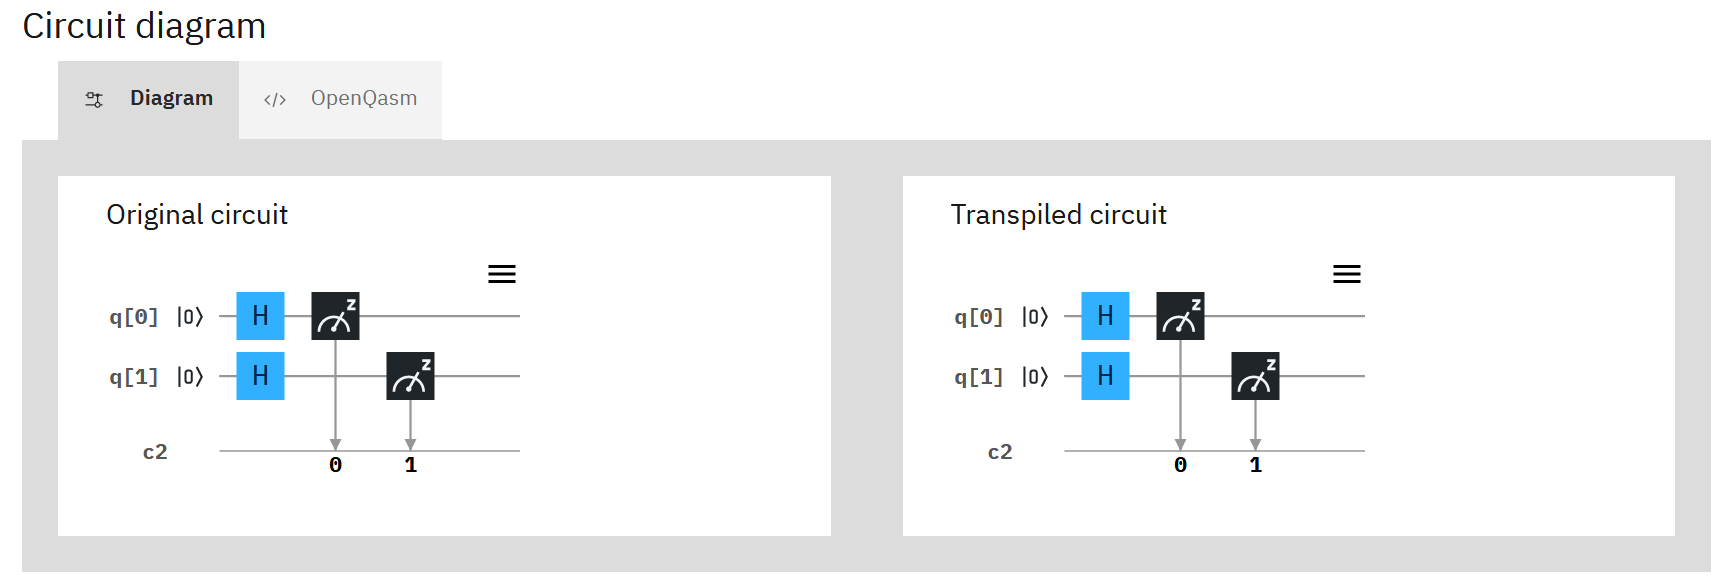 Circuit diagram
Diagram
</> OpenQasm
Original circuit
q[0] |0⟩ H z
q[1] |0⟩ H z
c2
0 1
Transpiled circuit
q[0] |0⟩ H z
q[1] |0⟩ H z
c2
0 1